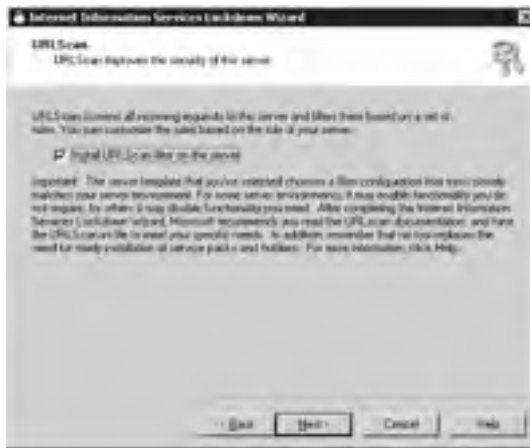 Internet Information Services Lockdown Wizard
URLScan
URLScan improves the security of the server.
URLScan screens all incoming requests to the server and filters them based on a set of
rules. You can customize the rules based on the role of your server.
Install URLScan filter on the server
Important: The server template that you've selected chooses a filter configuration that most closely
matches your server environment. For some server environments, it may enable functionality you do
not require, for others it may disable functionality you need. After completing the Internet Information
Services Lockdown Wizard, Microsoft recommends you read the URLScan documentation, and
the URLScan.ini file to meet your specific needs. In addition, remember that no tool replaces the
need for timely installation of service packs and hotfixes. For more information, click Help.
< Back
Next >
Cancel
Help